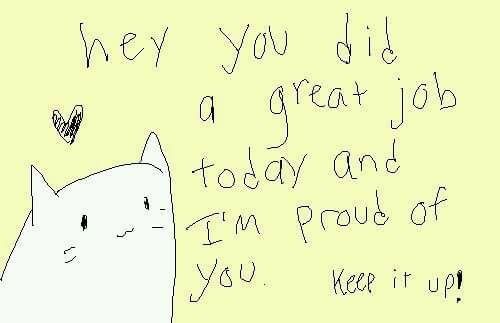 hey you did
a great job
today and
I'm proud of
you. Keep it up!